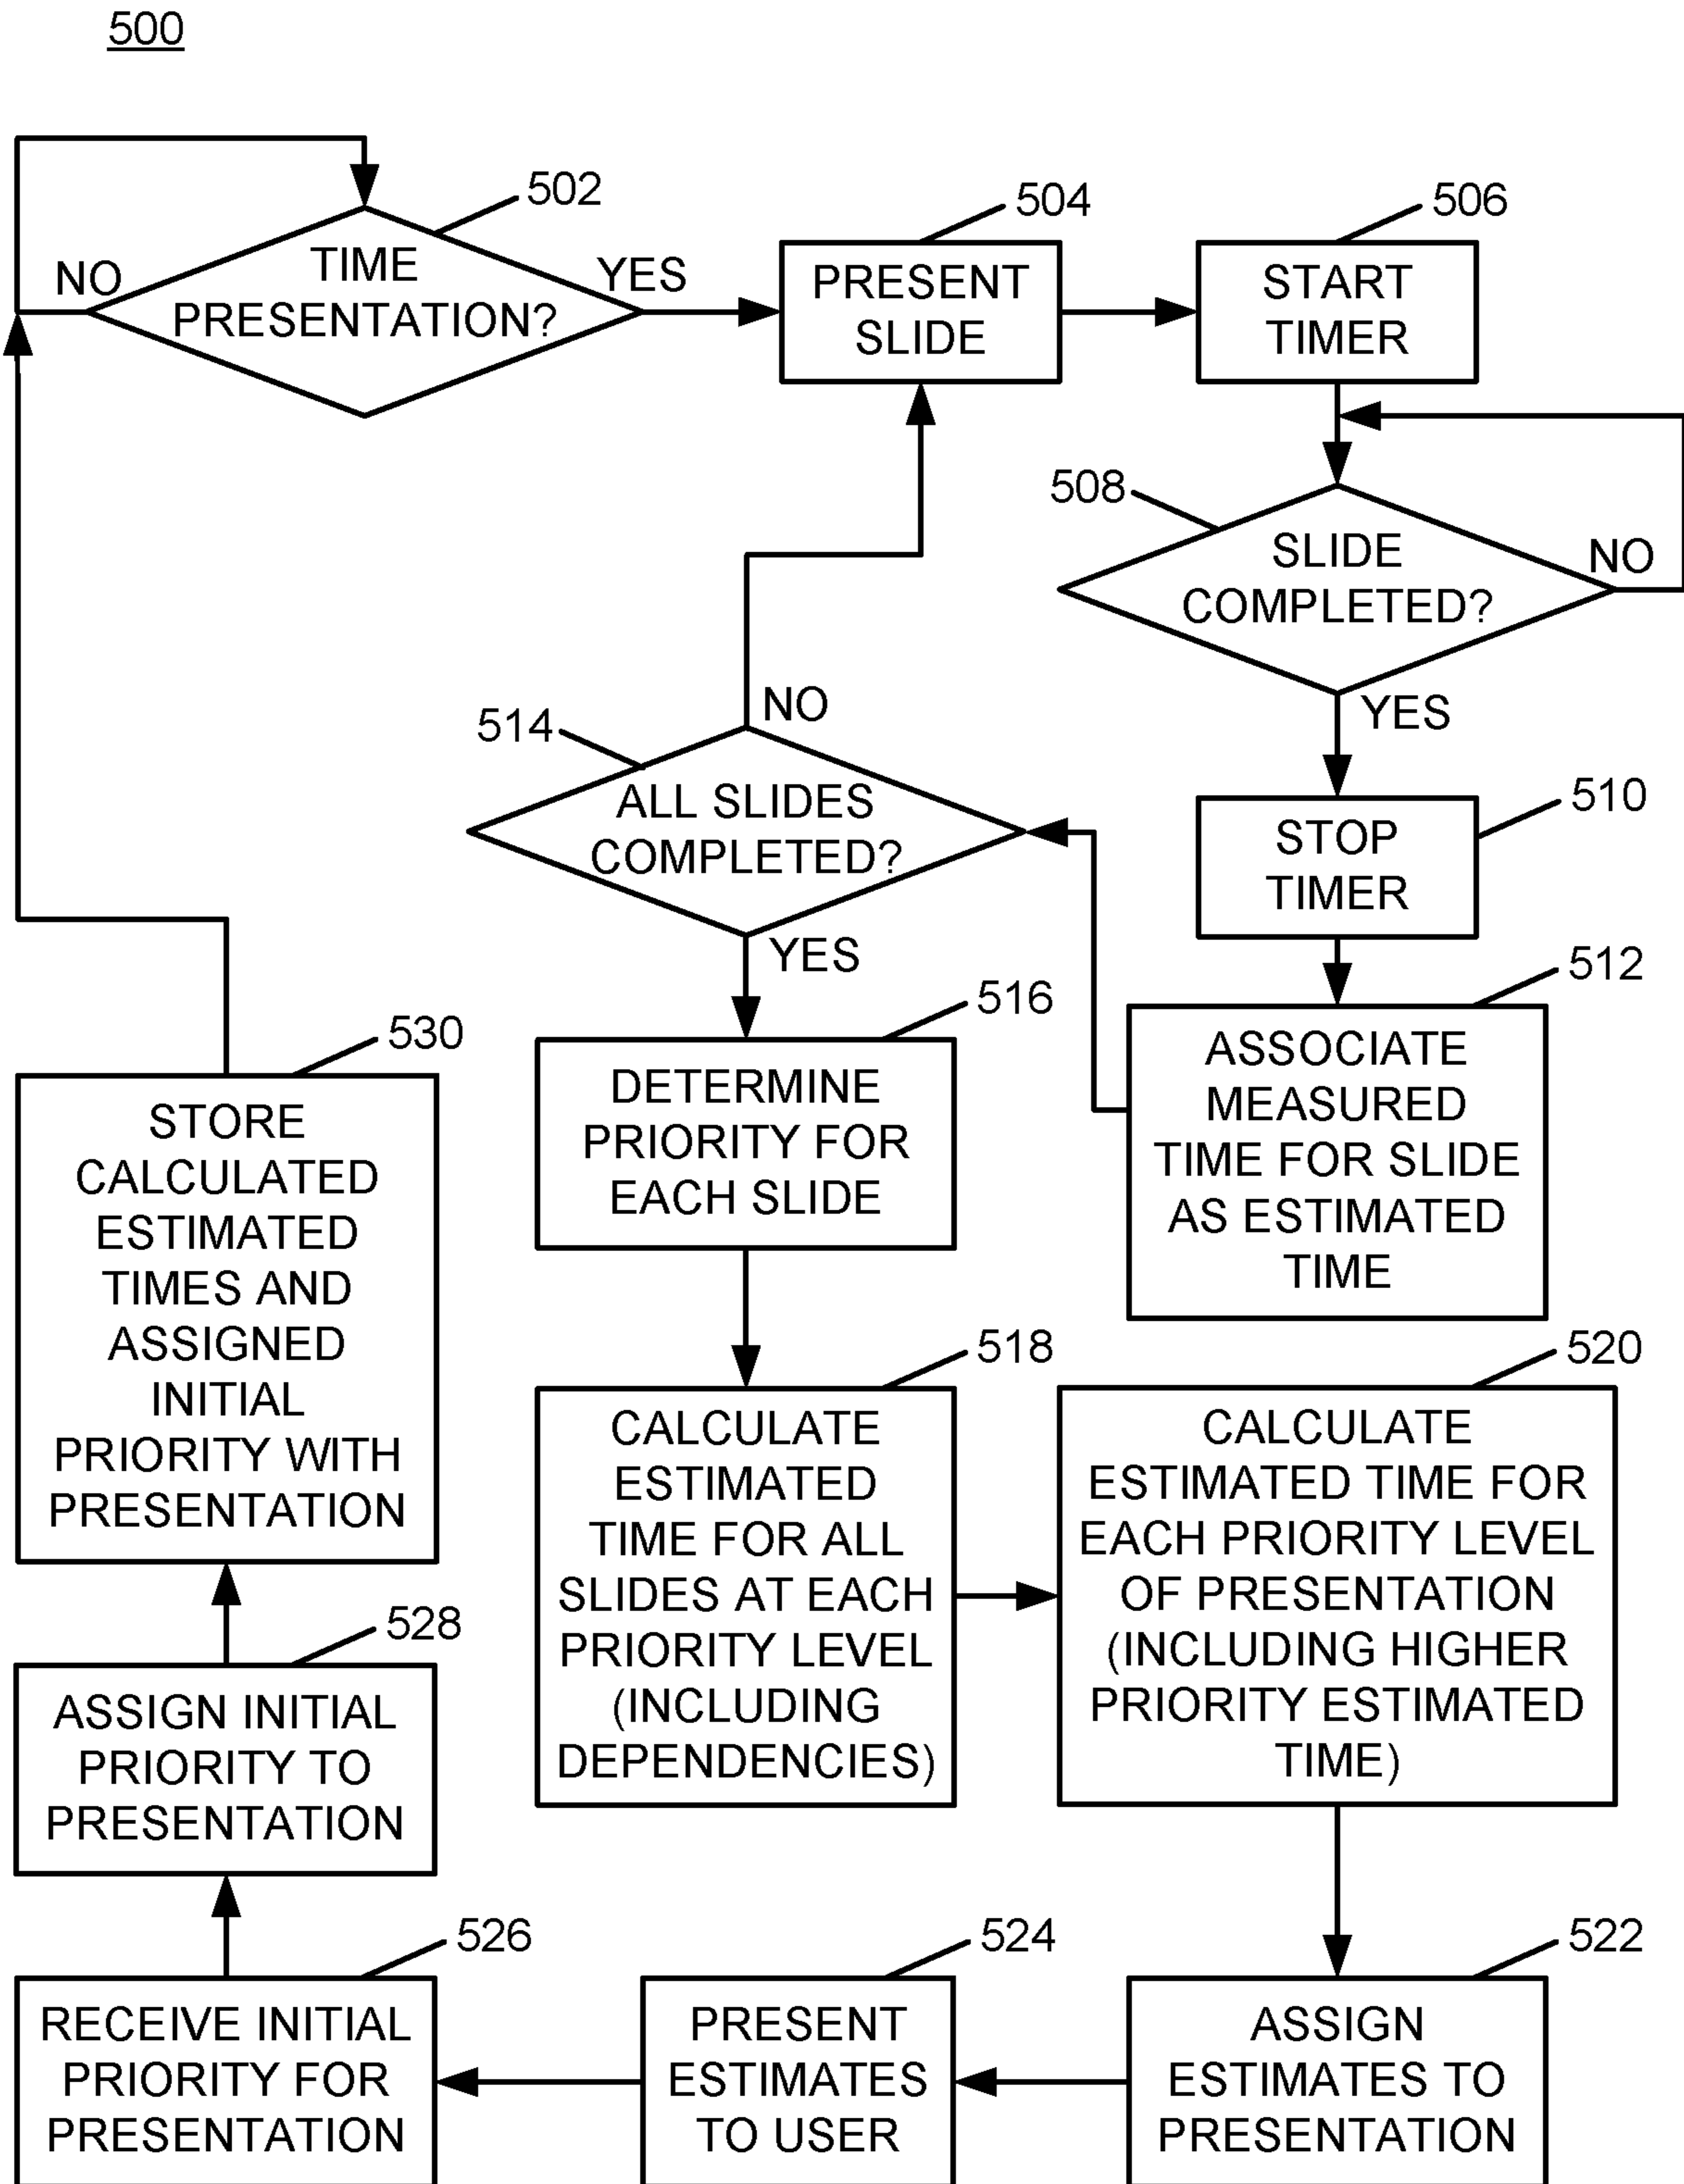 500
502
TIME
PRESENTATION?
NO
YES
504
PRESENT
SLIDE
506
START
TIMER
508
SLIDE
COMPLETED?
NO
YES
510
STOP
TIMER
512
ASSOCIATE
MEASURED
TIME FOR SLIDE
AS ESTIMATED
TIME
514
ALL SLIDES
COMPLETED?
NO
YES
516
DETERMINE
PRIORITY FOR
EACH SLIDE
518
CALCULATE
ESTIMATED
TIME FOR ALL
SLIDES AT EACH
PRIORITY LEVEL
(INCLUDING
DEPENDENCIES)
520
CALCULATE
ESTIMATED TIME FOR
EACH PRIORITY LEVEL
OF PRESENTATION
(INCLUDING HIGHER
PRIORITY ESTIMATED
TIME)
522
ASSIGN
ESTIMATES TO
PRESENTATION
524
PRESENT
ESTIMATES
TO USER
526
RECEIVE INITIAL
PRIORITY FOR
PRESENTATION
528
ASSIGN INITIAL
PRIORITY TO
PRESENTATION
530
STORE
CALCULATED
ESTIMATED
TIMES AND
ASSIGNED
INITIAL
PRIORITY WITH
PRESENTATION